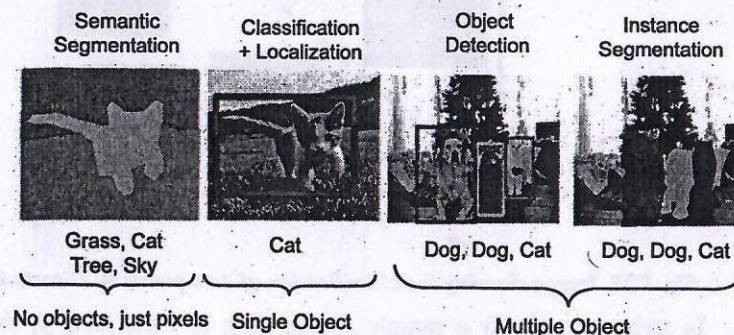 Semantic
Segmentation
Classification
+ Localization
Object
Detection
Instance
Segmentation
Grass, Cat
Tree, Sky
Cat
Dog, Dog, Cat
Dog, Dog, Cat
No objects, just pixels
Single Object
Multiple Object